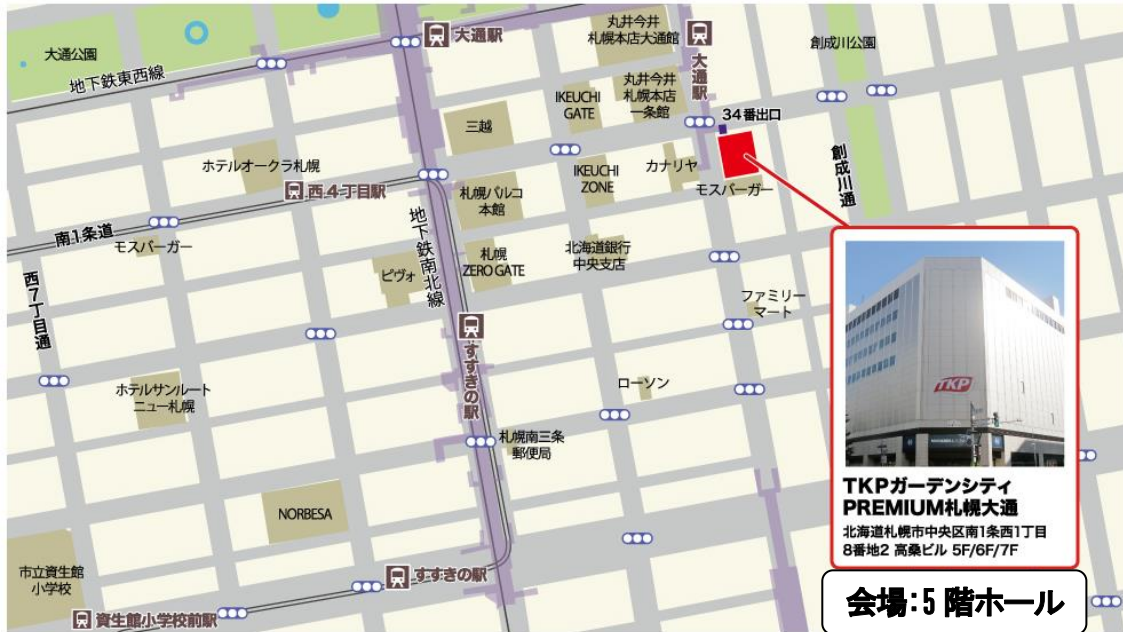 大通公園
地下鉄東西線
大通駅
丸井今井
札幌本店大通館
大通駅
創成川公園
三越
IKEUCHI
GATE
丸井今井
札幌本店
一条館
34番出口
ホテルオークラ札幌
西4丁目駅
札幌パルコ
本館
IKEUCHI
ZONE
カナリヤ
モスバーガー
創成川通
南1条道
モスバーガー
西7丁目通
ピヴォ
地下鉄南北線
札幌
ZERO GATE
北海道銀行
中央支店
ファミリー
マート
すすきの駅
ホテルサンルート
ニュー札幌
ローソン
札幌南三条
郵便局
NORBESA
市立資生館
小学校
すすきの駅
資生館小学校前駅
TKP
TKPガーデンシティ
PREMIUM札幌大通
北海道札幌市中央区南1条西1丁目
8番地2 高桑ビル 5F/6F/7F
会場:5階ホール